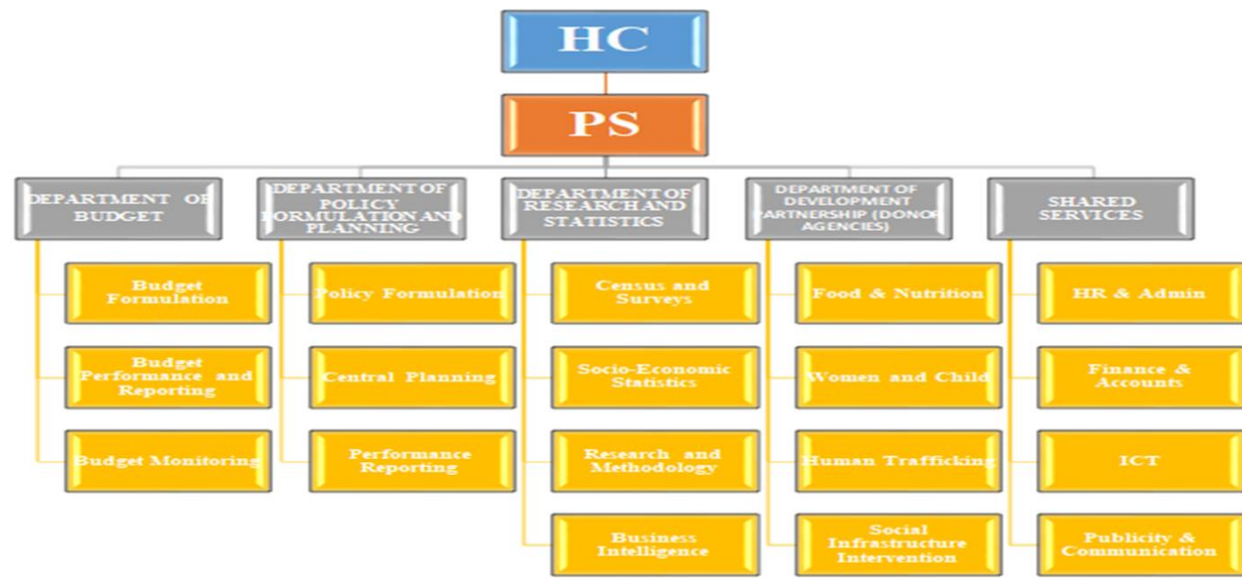 HC
PS
DEPARTMENT OF
BUDGET
DEPARTMENT OF
POLICY
FORMULATION AND
PLANNING
DEPARTMENT OF
RESEARCH AND
STATISTICS
DEPARTMENT OF
DEVELOPMENT
PARTNERSHIP (DONOR
AGENCIES)
SHARED
SERVICES
Budget
Formulation
Budget
Performance and
Reporting
Budget Monitoring
Policy Formulation
Central Planning
Performance
Reporting
Census and
Surveys
Socio-Economic
Statistics
Research and
Methodology
Business
Intelligence
Food & Nutrition
Women and Child
Human Trafficking
Social
Infrastructure
Intervention
HR & Admin
Finance &
Accounts
ICT
Publicity &
Communication